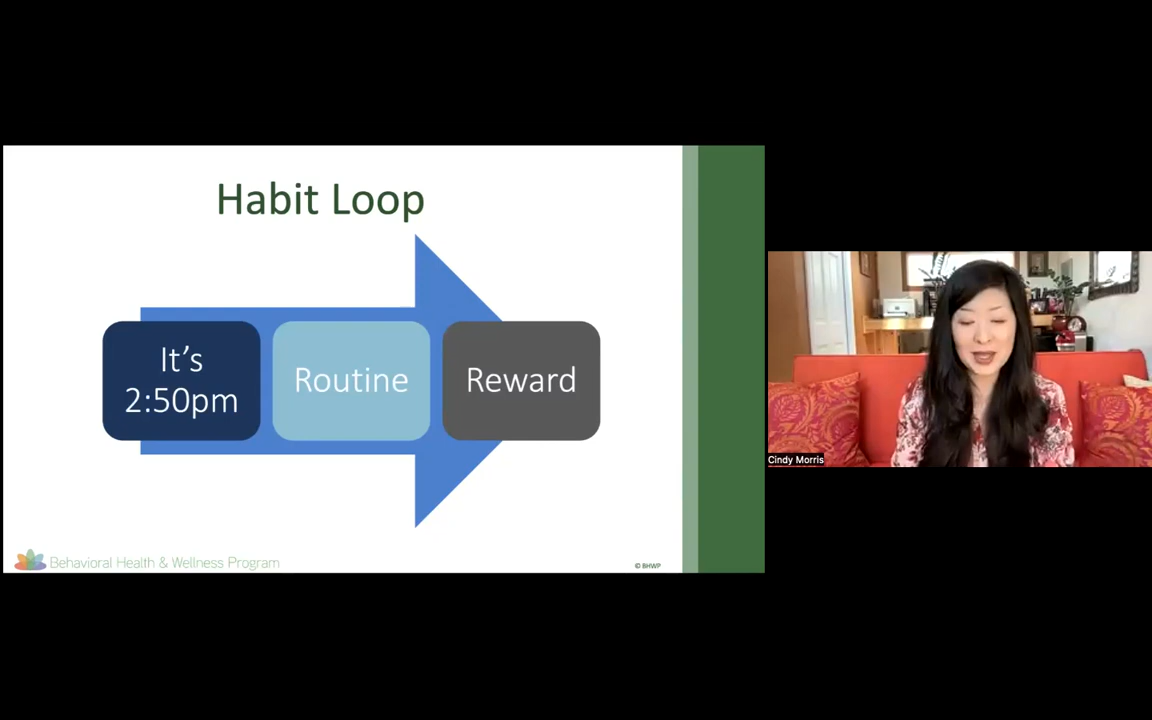 Habit Loop
It's
2:50pm
Routine
Reward
Behavioral Health & Wellness Program
© BHWP
Cindy Morris